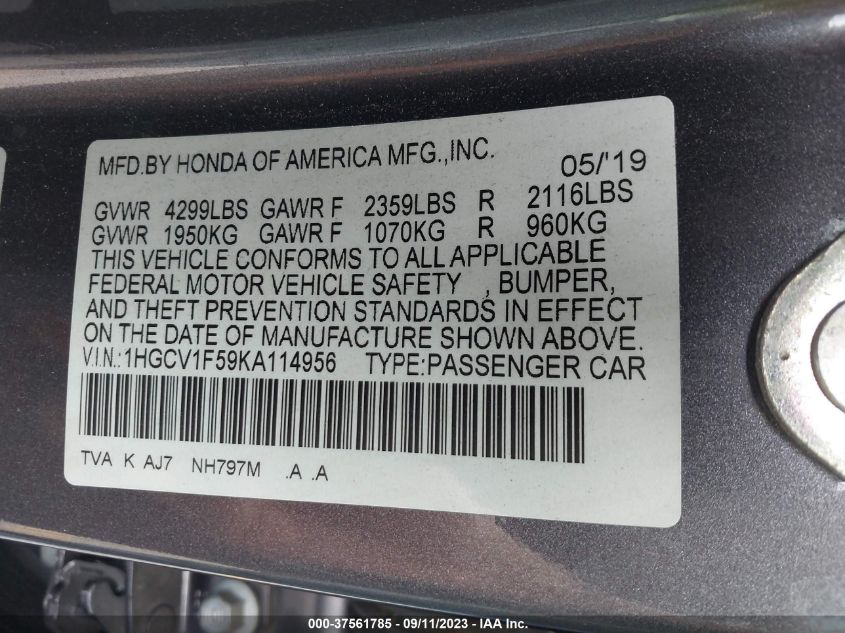 MFD.BY HONDA OF AMERICA MFG.,INC. 05/'19
GVWR 4299LBS GAWR F 2359LBS R 2116LBS
GVWR 1950KG GAWR F 1070KG R 960KG
THIS VEHICLE CONFORMS TO ALL APPLICABLE
FEDERAL MOTOR VEHICLE SAFETY , BUMPER,
AND THEFT PREVENTION STANDARDS IN EFFECT
ON THE DATE OF MANUFACTURE SHOWN ABOVE.
V.I.N.:1HGCV1F59KA114956 TYPE:PASSENGER CAR
TVA K AJ7 NH797M .A .A
000-37561785 - 09/11/2023 - IAA Inc.